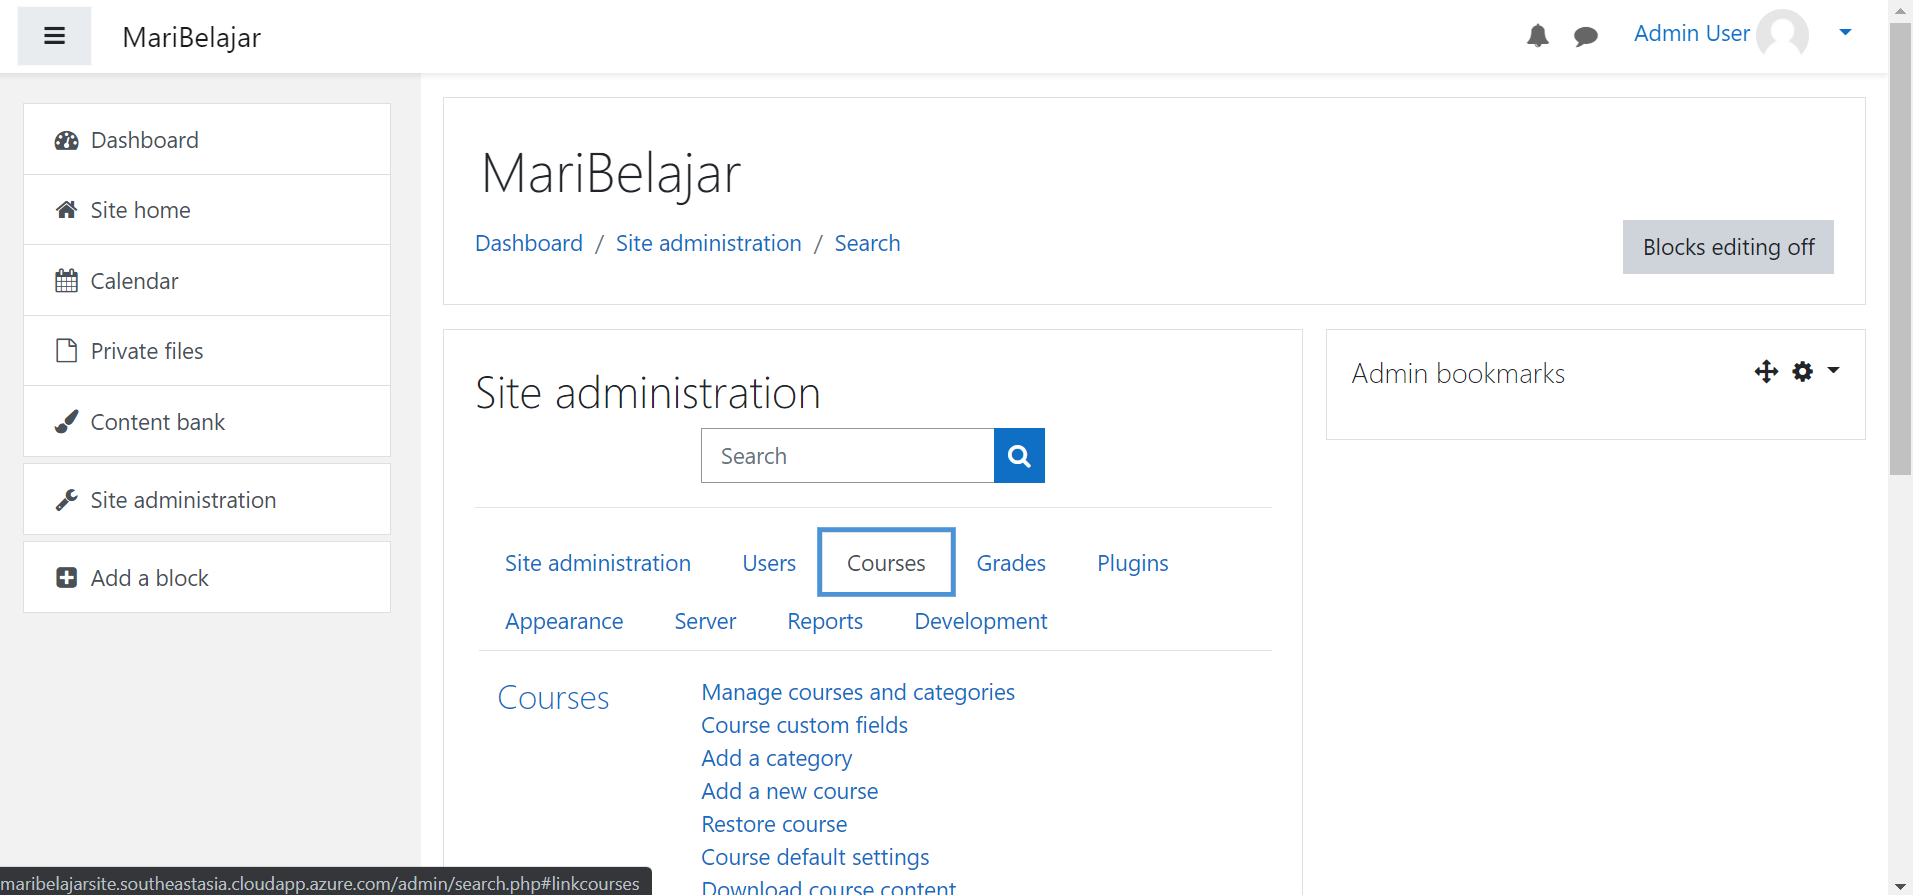 MariBelajar
Admin User
Dashboard
Site home
Calendar
Private files
Content bank
Site administration
Add a block
MariBelajar
Dashboard / Site administration / Search
Blocks editing off
Site administration
Search
Site administration Users Courses Grades Plugins
Appearance Server Reports Development
Courses
Manage courses and categories
Course custom fields
Add a category
Add a new course
Restore course
Course default settings
Download course content
Admin bookmarks
maribelajarsite.southeastasia.cloudapp.azure.com/admin/search.php#linkcourses